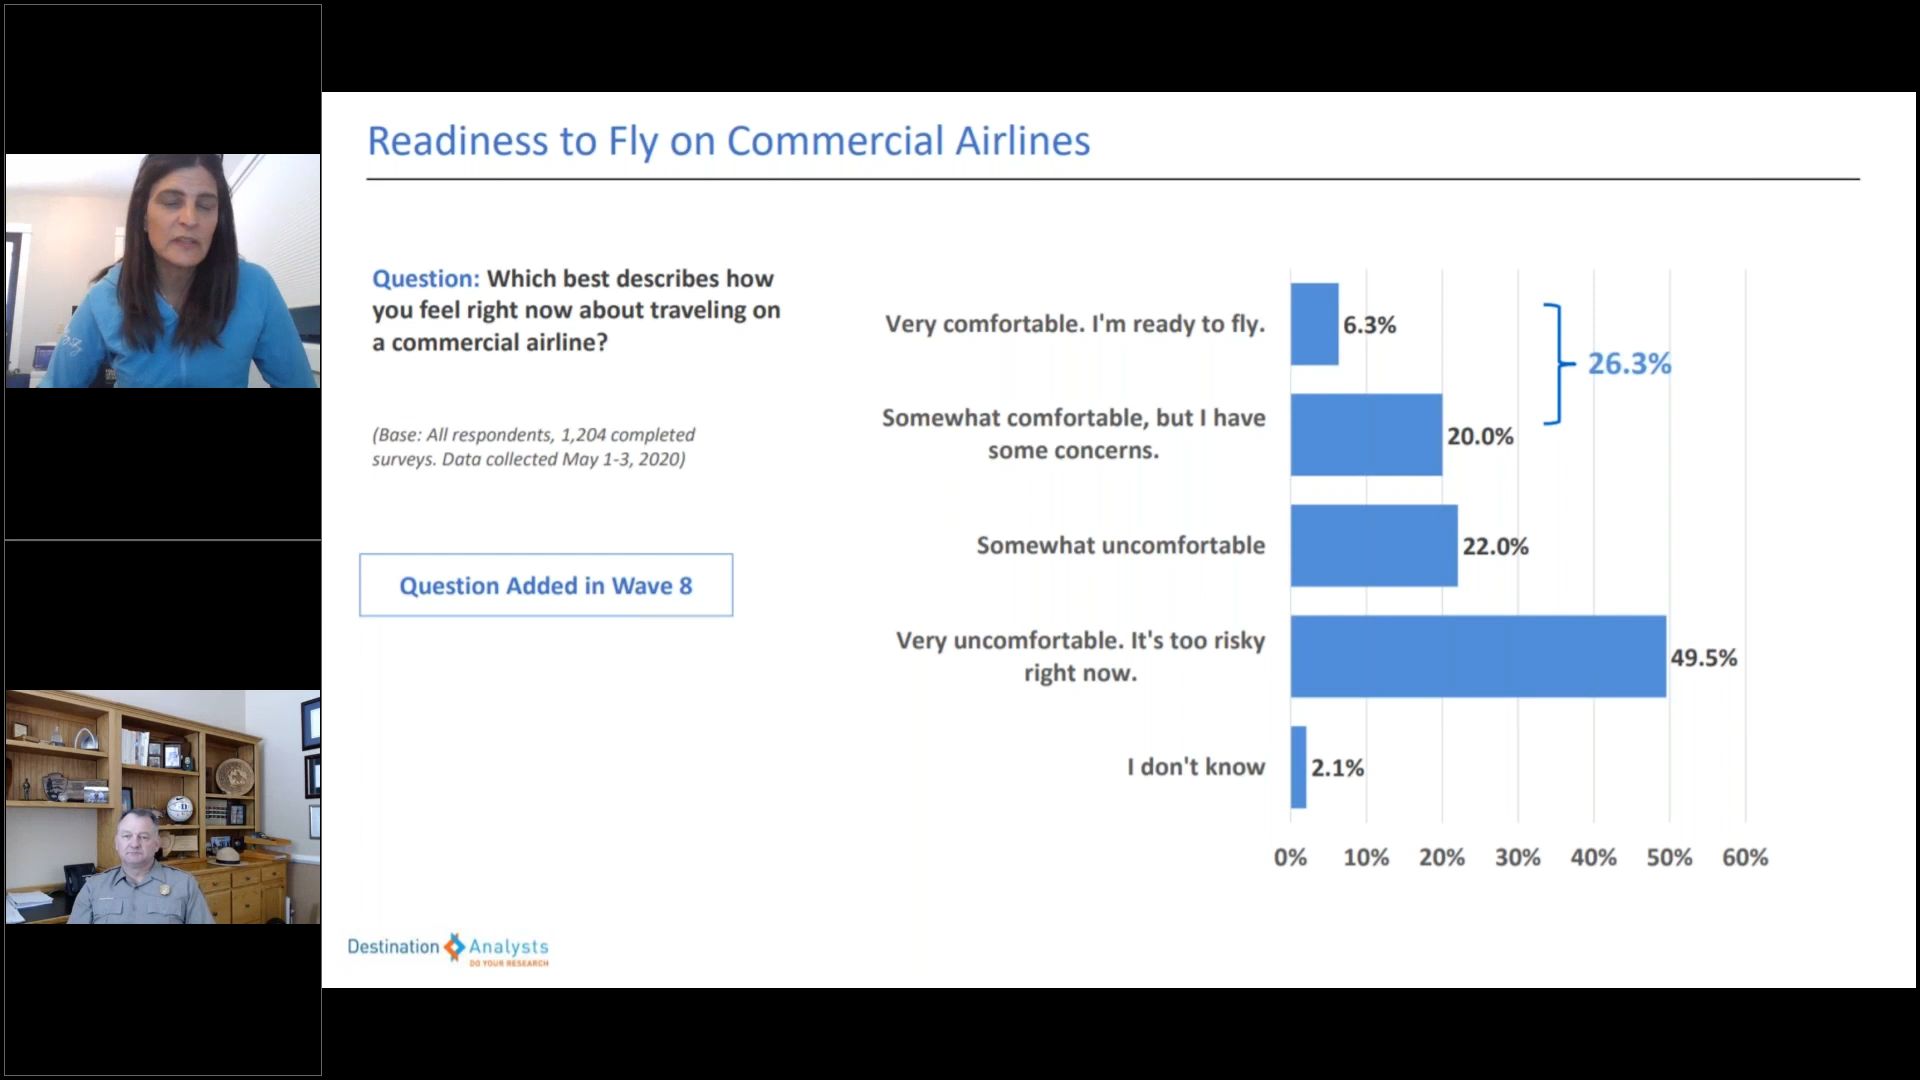 Readiness to Fly on Commercial Airlines
Question: Which best describes how
you feel right now about traveling on
a commercial airline?
(Base: All respondents, 1,204 completed
surveys. Data collected May 1-3, 2020)
Question Added in Wave 8
Very comfortable. I'm ready to fly.
6.3%
26.3%
Somewhat comfortable, but I have
some concerns.
20.0%
Somewhat uncomfortable
22.0%
Very uncomfortable. It's too risky
right now.
49.5%
I don't know
2.1%
0% 10% 20% 30% 40% 50% 60%
Destination Analysts
DO YOUR RESEARCH